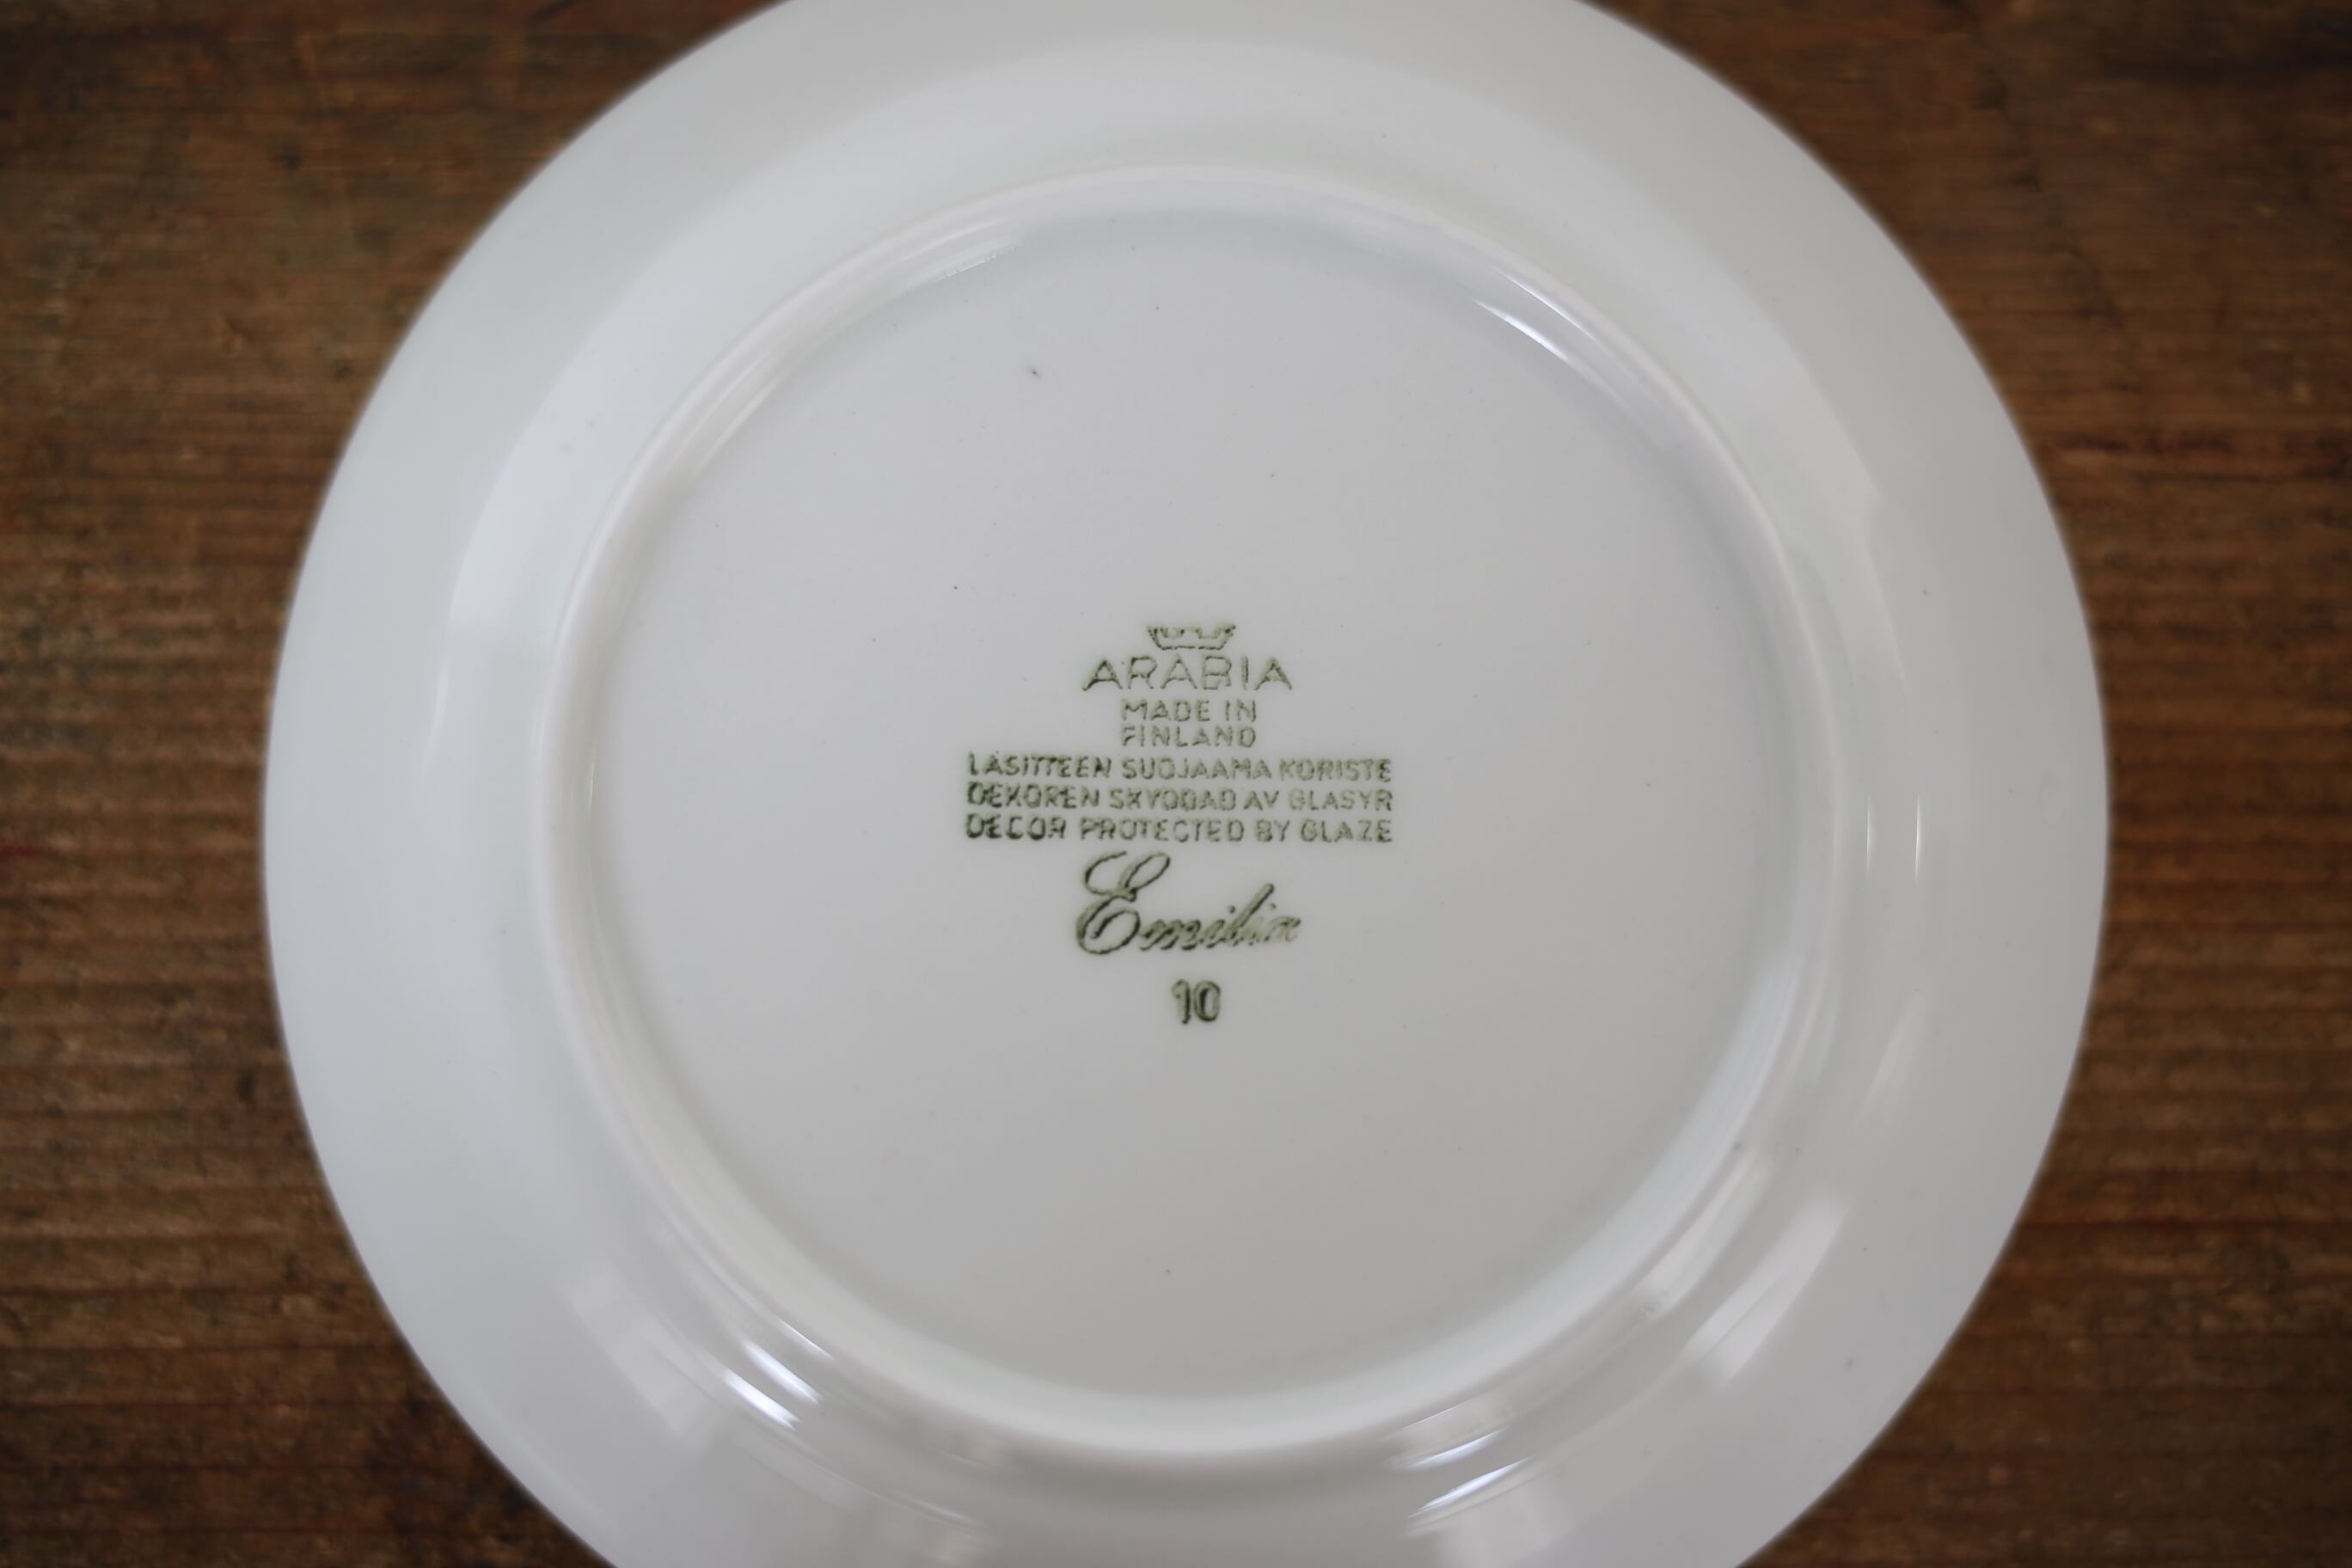 ARABIA
MADE IN
FINLAND
LASITTEEN SUOJAAMA KORISTE
DEKOREN SKYDDAD AV GLASYR
DECOR PROTECTED BY GLAZE
Emilia
10